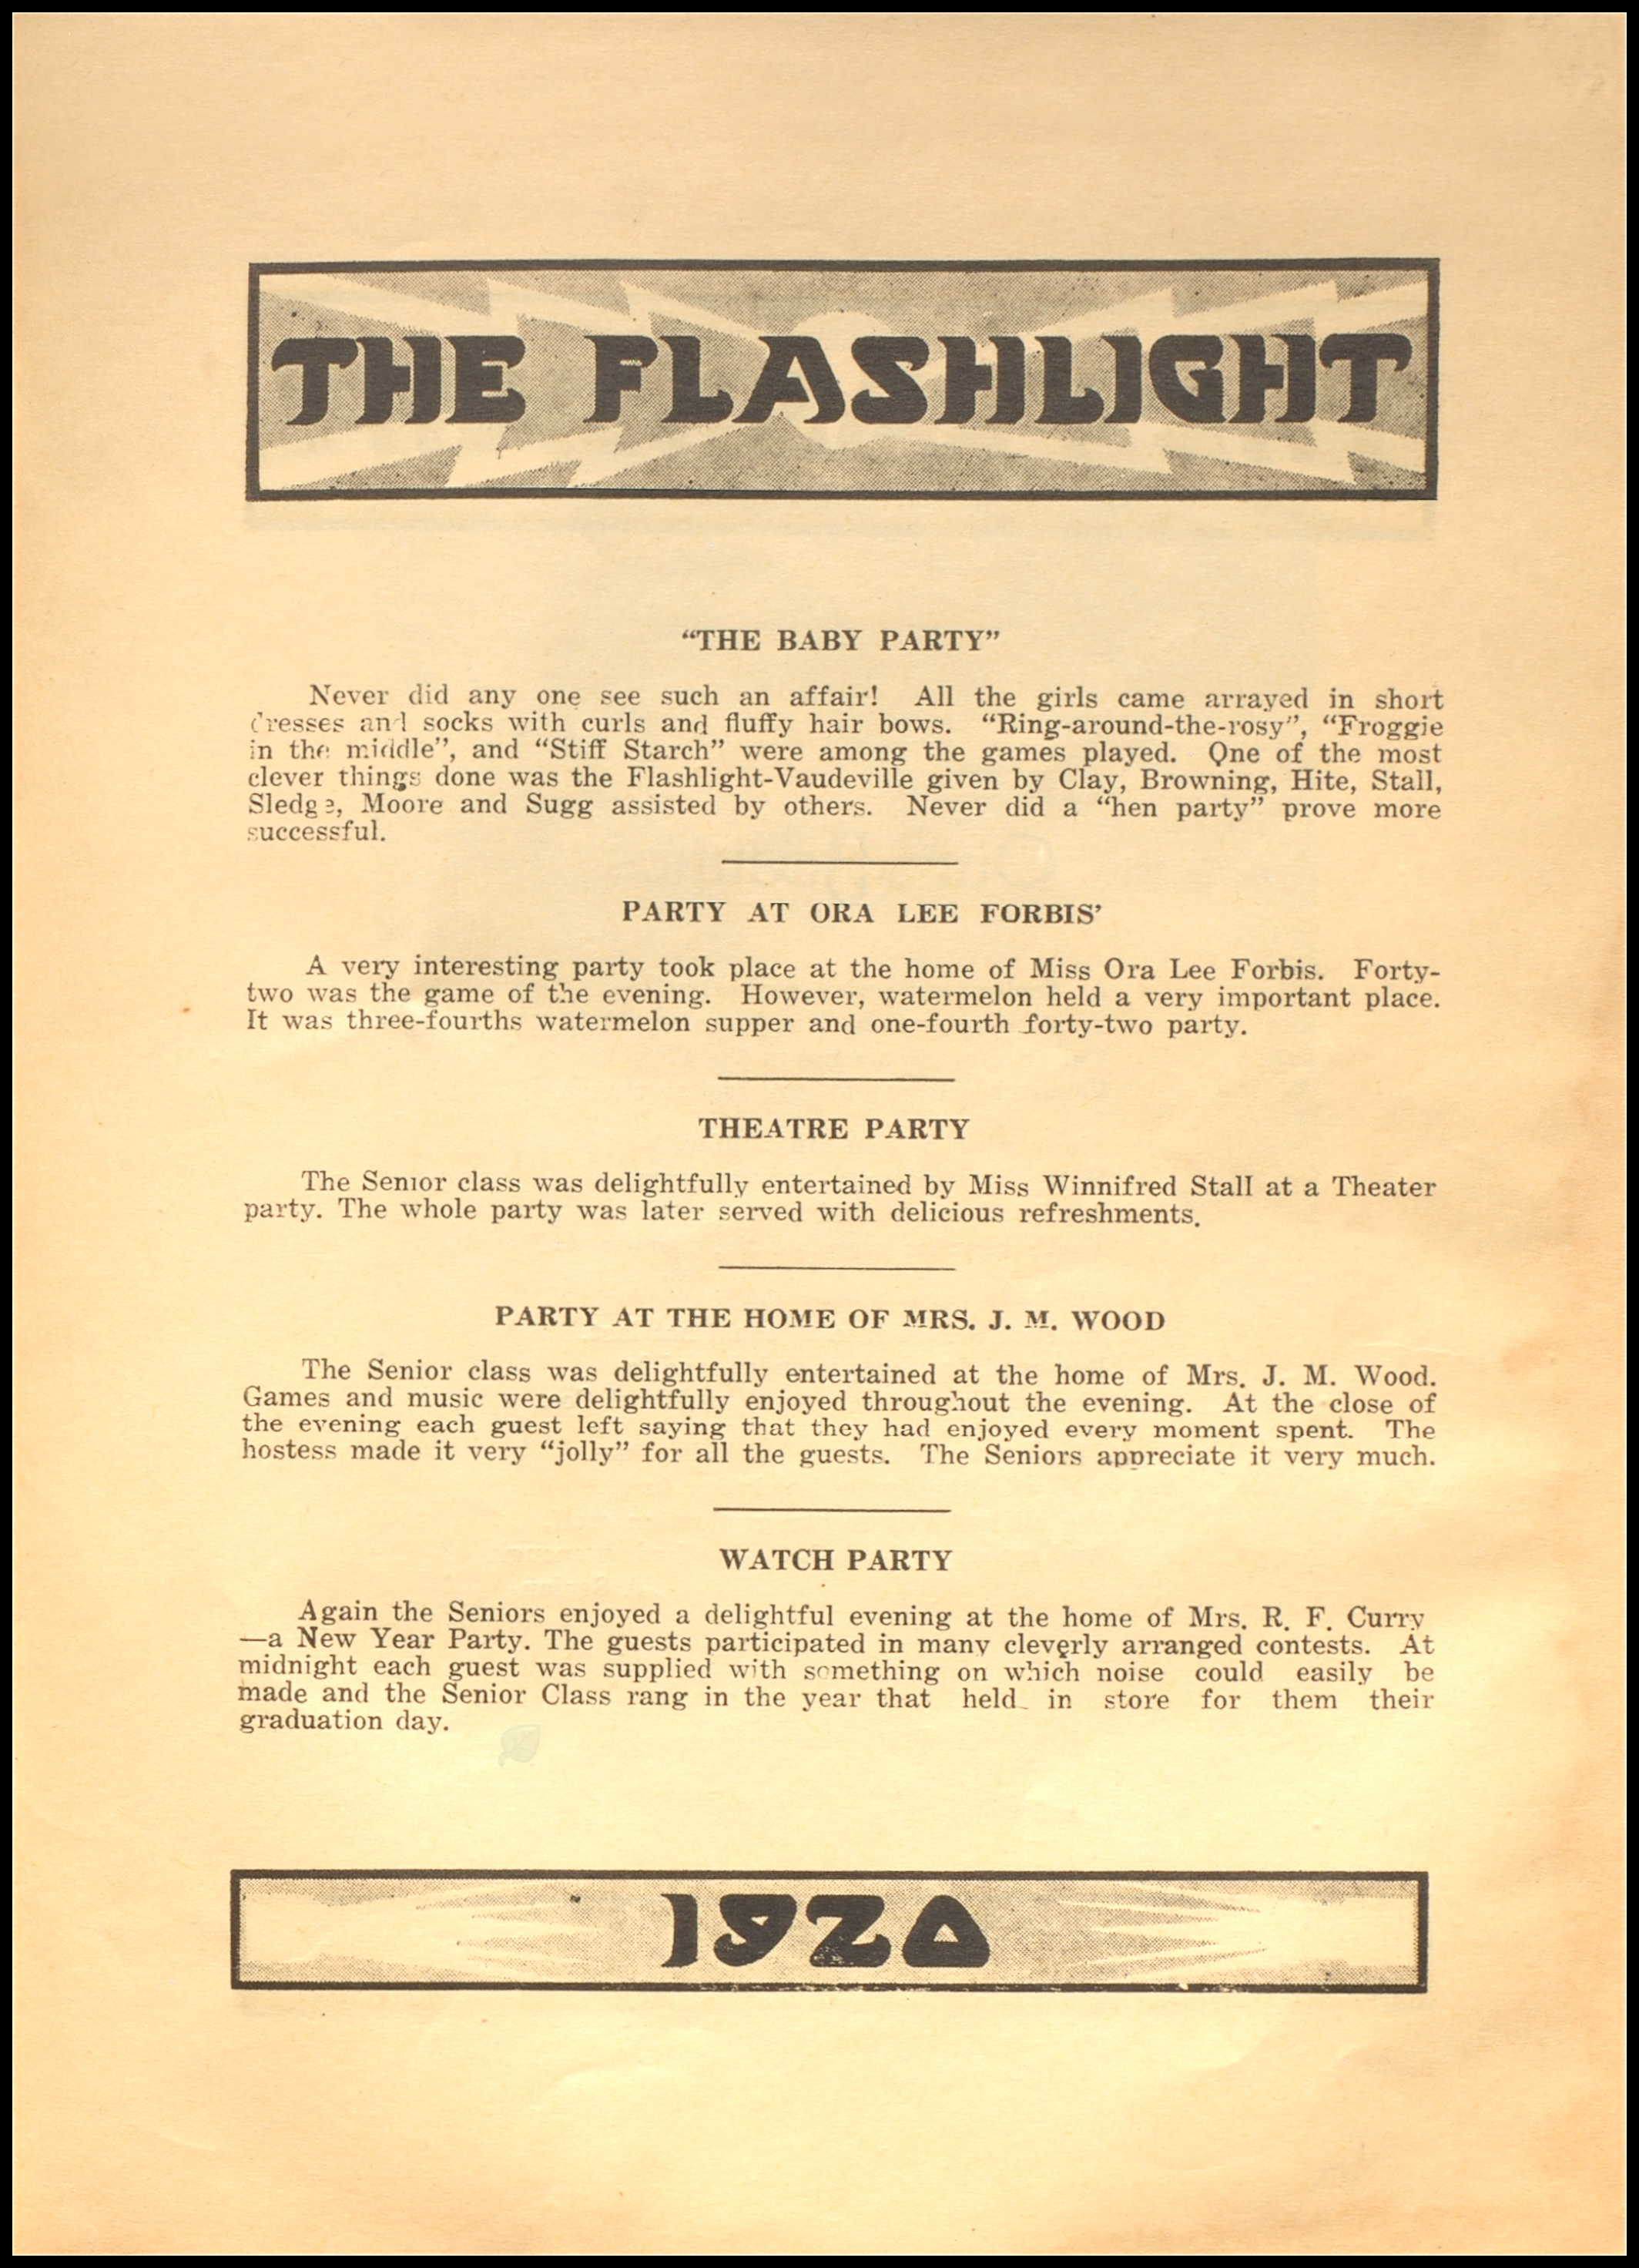 THE FLASHLIGHT
“THE BABY PARTY”
Never did any one see such an affair! All the girls came arrayed in short
dresses and socks with curls and fluffy hair bows. “Ring-around-the-rosy”, “Froggie
in the middle”, and “Stiff Starch” were among the games played. One of the most
clever things done was the Flashlight-Vaudeville given by Clay, Browning, Hite, Stall,
Sledge, Moore and Sugg assisted by others. Never did a “hen party” prove more
successful.
PARTY AT ORA LEE FORBIS’
A very interesting party took place at the home of Miss Ora Lee Forbis. Forty-
two was the game of the evening. However, watermelon held a very important place.
It was three-fourths watermelon supper and one-fourth forty-two party.
THEATRE PARTY
The Senior class was delightfully entertained by Miss Winnifred Stall at a Theater
party. The whole party was later served with delicious refreshments.
PARTY AT THE HOME OF MRS. J. M. WOOD
The Senior class was delightfully entertained at the home of Mrs. J. M. Wood.
Games and music were delightfully enjoyed throughout the evening. At the close of
the evening each guest left saying that they had enjoyed every moment spent. The
hostess made it very “jolly” for all the guests. The Seniors appreciate it very much.
WATCH PARTY
Again the Seniors enjoyed a delightful evening at the home of Mrs. R. F. Curry
—a New Year Party. The guests participated in many cleverly arranged contests. At
midnight each guest was supplied with something on which noise could easily be
made and the Senior Class rang in the year that held in store for them their
graduation day.
1920